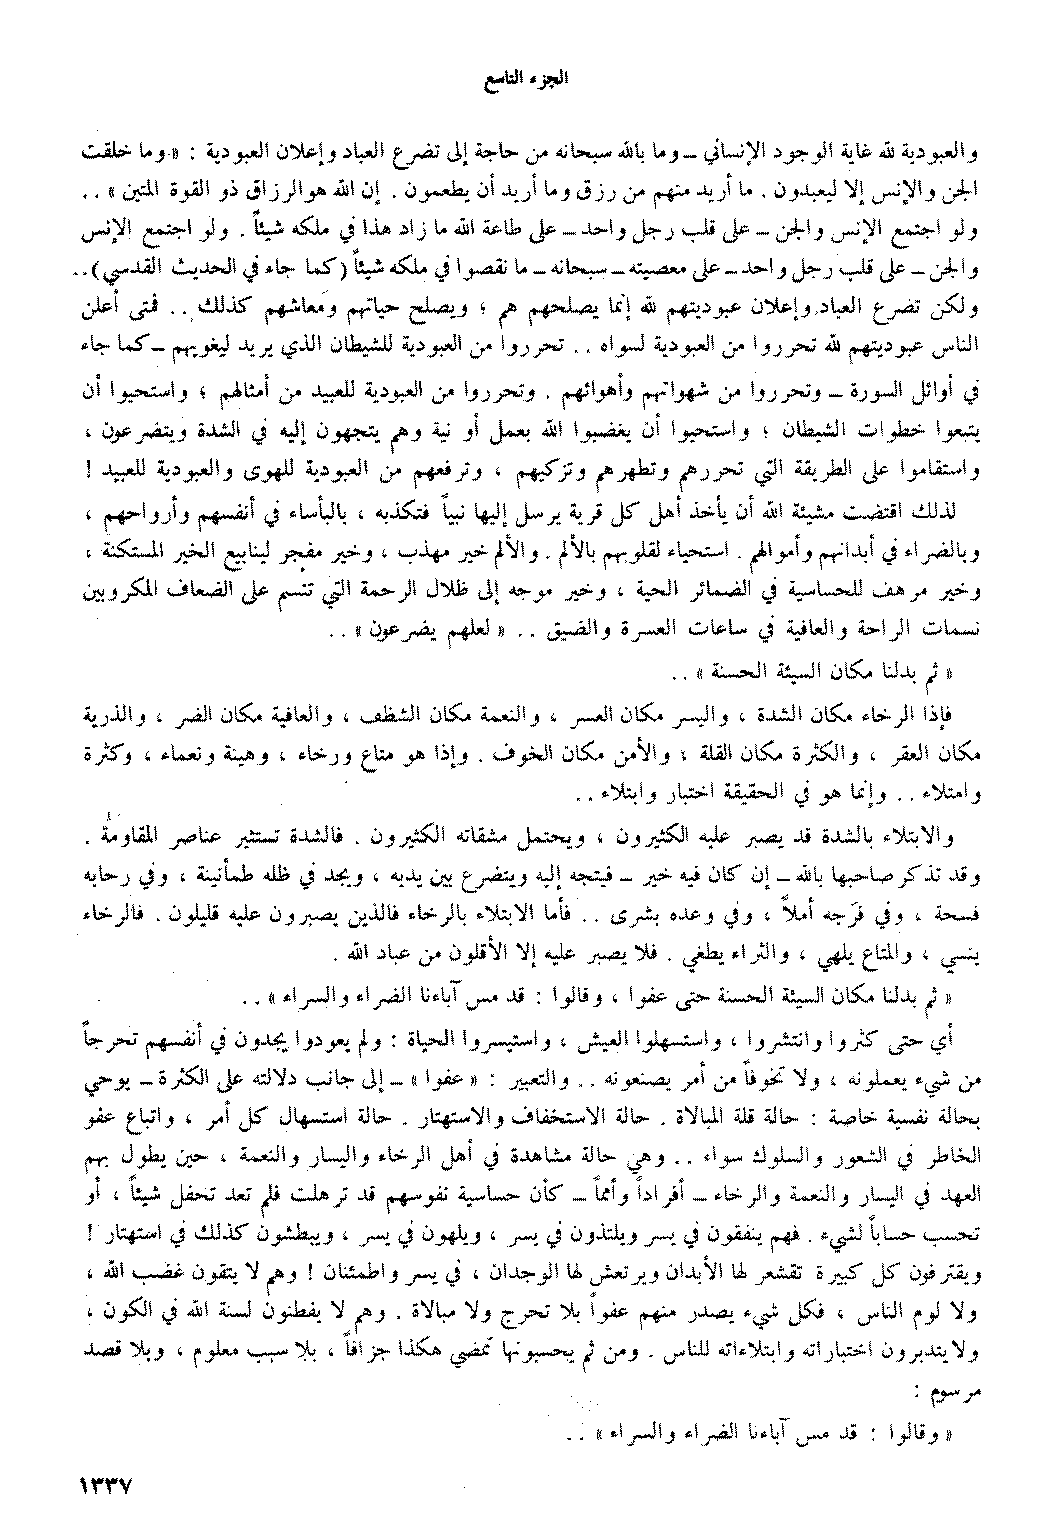 الجزء التاسع
والعبودية لله غاية الوجود الإنساني – وما بالله سبحانه من حاجة إلى تضرع العباد وإعلان العبودية : « وما خلقت
الجن والإنس إلا ليعبدون . ما أريد منهم من رزق وما أريد أن يطعمون . إن الله هو الرزاق ذو القوة المتين » . .
ولو اجتمع الإنس والجن – على قلب رجل واحد – على طاعة الله ما زاد هذا في ملكه شيئاً . ولو اجتمع الإنس
والجن – على قلب رجل واحد – على معصيته – سبحانه – ما نقصوا في ملكه شيئاً (كما جاء في الحديث القدسي) . .
ولكن تضرع العباد وإعلان عبوديتهم لله إنما يصلحهم هم ؛ ويصلح حياتهم ومعاشهم كذلك . . فمتى أعلن
الناس عبوديتهم لله تحرروا من العبودية لسواه . . تحرروا من العبودية للشيطان الذي يريد ليغويهم – كما جاء
في أوائل السورة – وتحرروا من شهواتهم وأهوائهم . وتحرروا من العبودية للعبيد من أمثالهم ؛ واستحيوا أن
يتبعوا خطوات الشيطان ؛ واستحيوا أن يغضبوا الله بعمل أو نية وهم يتجهون إليه في الشدة ويتضرعون ،
واستقاموا على الطريقة التي تحررهم وتطهرهم وتزكيهم ، وترفعهم من العبودية للهوى والعبودية للعبيد !
لذلك اقتضت مشيئة الله أن يأخذ أهل كل قرية يرسل إليها نبياً فتكذبه ، بالبأساء في أنفسهم وأرواحهم ،
وبالضراء في أبدانهم وأموالهم . استحياء لقلوبهم بالألم . والألم خير مهذب ، وخير مفجر لينابيع الخير المستكنة ،
وخير مرهف للحساسية في الضمائر الحية ، وخير موجه إلى ظلال الرحمة التي تنسم على الضعاف المكروبين
نسمات الراحة والعافية في ساعات العسرة والضيق . . « لعلهم يضرعون » . .
« ثم بدلنا مكان السيئة الحسنة » . .
فإذا الرخاء مكان الشدة ، واليسر مكان العسر ، والنعمة مكان الشظف ، والعافية مكان الضر ، والذرية
مكان العقر ، والكثرة مكان القلة ؛ والأمن مكان الخوف . وإذا هو متاع ورخاء ، وهينة ونعماء ، وكثرة
وامتلاء . . وإنما هو في الحقيقة اختبار وابتلاء . .
والابتلاء بالشدة قد يصبر عليه الكثيرون ، ويحتمل مشقاته الكثيرون . فالشدة تستثير عناصر المقاومة .
وقد تذكر صاحبها بالله – إن كان فيه خير – فيتجه إليه ويتضرع بين يديه ، ويجد في ظله طمأنينة ، وفي رحابه
فسحة ، وفي فَرَجه أملاً ، وفي وعده بشرى . . فأما الابتلاء بالرخاء فالذين يصبرون عليه قليلون . فالرخاء
ينسي ، والمتاع يلهي ، والثراء يطغي . فلا يصبر عليه إلا الأقلون من عباد الله .
« ثم بدلنا مكان السيئة الحسنة حتى عفوا ، وقالوا : قد مس آباءنا الضراء والسراء » . .
أي حتى كثروا وانتشروا ، واستسهلوا العيش ، واستيسروا الحياة : ولم يعودوا يجدون في أنفسهم تحرجاً
من شيء يعملونه ، ولا تخوفاً من أمر يصنعونه . . والتعبير : « عفوا » – إلى جانب دلالته على الكثرة – يوحي
بحالة نفسية خاصة : حالة قلة المبالاة . حالة الاستخفاف والاستهتار . حالة استسهال كل أمر ، واتباع عفو
الخاطر في الشعور والسلوك سواء . . وهي حالة مشاهدة في أهل الرخاء واليسار والنعمة ، حين يطول بهم
العهد في اليسار والنعمة والرخاء – أفراداً وأمماً – كأن حساسية نفوسهم قد ترهلت فلم تعد تحفل شيئاً ، أو
تحسب حساباً لشيء . فهم ينفقون في يسر ويلتذون في يسر ، ويلهون في يسر ، ويبطشون كذلك في استهتار !
ويقترفون كل كبيرة تقشعر لها الأبدان ويرتعش لها الوجدان ، في يسر واطمئنان ! وهم لا يتقون غضب الله ،
ولا لوم الناس ، فكل شيء يصدر منهم عفواً بلا تحرج ولا مبالاة . وهم لا يفطنون لسنة الله في الكون ،
ولا يتدبرون اختباراته وابتلاءاته للناس . ومن ثم يحسبونها تمضي هكذا جزافاً ، بلا سبب معلوم ، وبلا قصد
مرسوم :
« وقالوا : قد مس آباءنا الضراء والسراء » . .
١٣٣٧